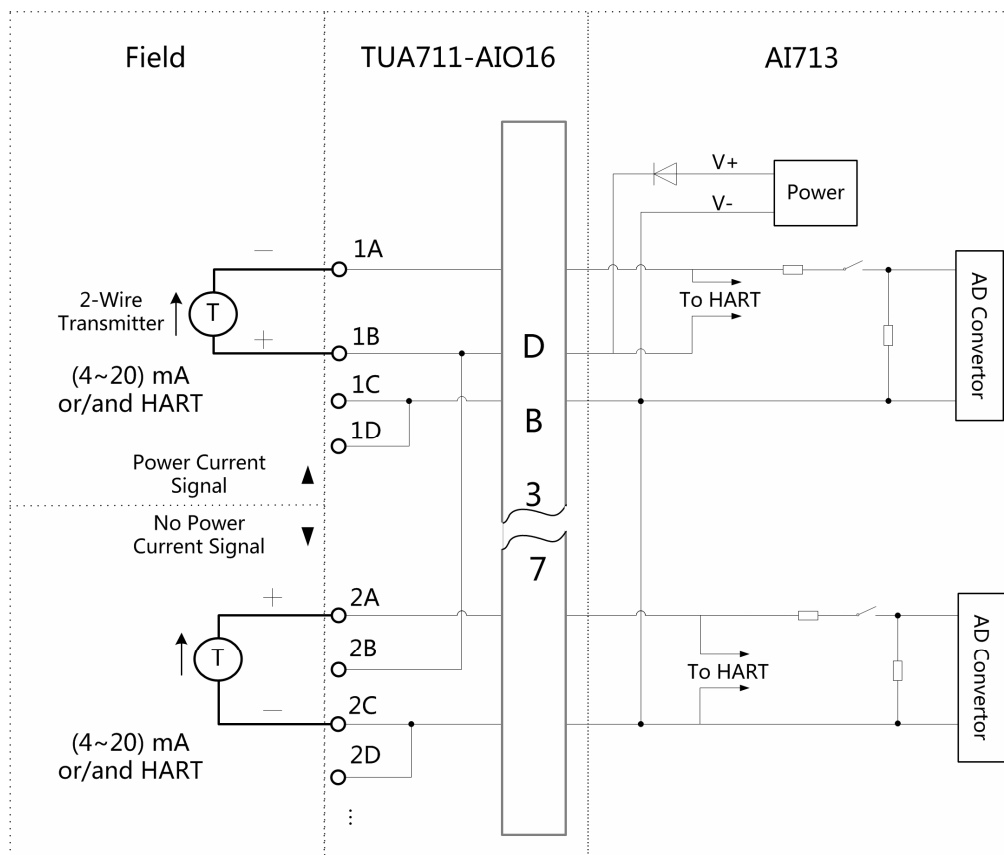 Field
TUA711-AIO16
AI713
V+
V-
Power
—
1A
2-Wire
Transmitter
T
+
1B
To HART
AD Convertor
(4~20) mA
or/and HART
1C
1D
D
B
3
7
Power Current
Signal
No Power
Current Signal
+
2A
T
2B
—
2C
2D
To HART
AD Convertor
(4~20) mA
or/and HART
...